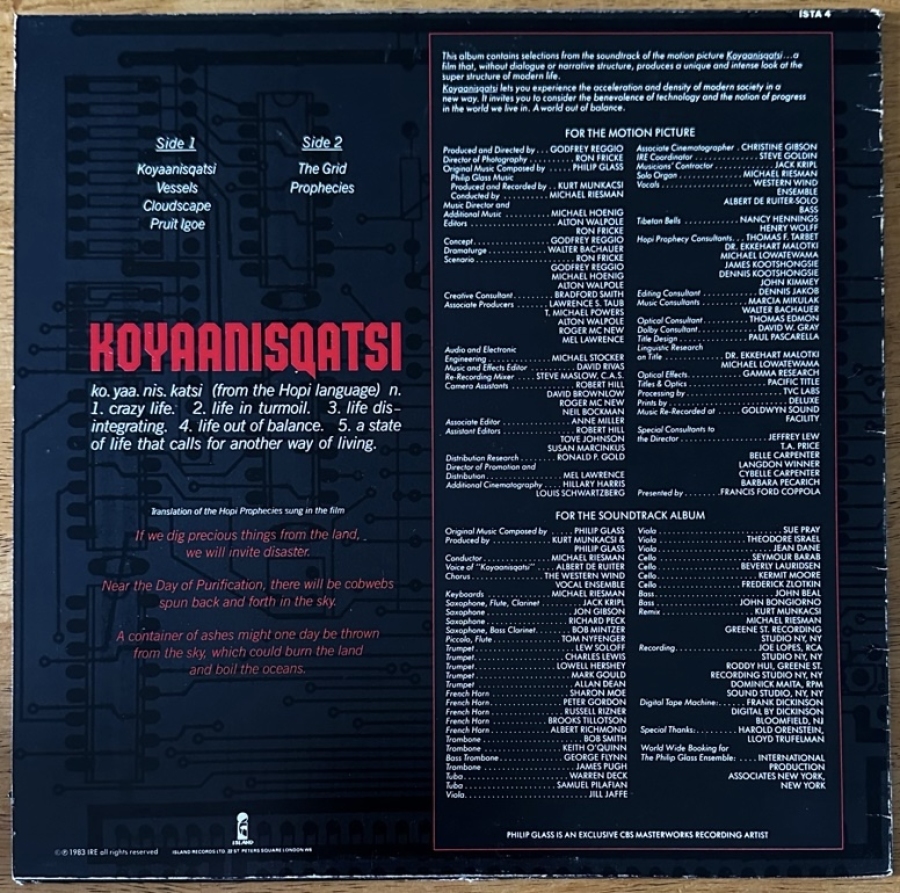 ISTA 4
This album contains selections from the soundtrack of the motion picture Koyaanisqatsi...a
film that, without dialogue or narrative structure, produces a unique and intense look at the
super structure of modern life.
Koyaanisqatsi lets you experience the acceleration and density of modern society in a
new way. It invites you to consider the benevolence of technology and the notion of progress
in the world we live in. A world out of balance.
Side 1
Koyaanisqatsi
Vessels
Cloudscape
Pruit Igoe
Side 2
The Grid
Prophecies
KOYAANISQATSI
ko. yaa. nis. katsi (from the Hopi language) n.
1. crazy life. 2. life in turmoil. 3. life dis-
integrating. 4. life out of balance. 5. a state
of life that calls for another way of living.
Translation of the Hopi Prophecies sung in the film
If we dig precious things from the land,
we will invite disaster.
Near the Day of Purification, there will be cobwebs
spun back and forth in the sky.
A container of ashes might one day be thrown
from the sky, which could burn the land
and boil the oceans.
FOR THE MOTION PICTURE
Produced and Directed by . . . GODFREY REGGIO
Director of Photography . . . RON FRICKE
Original Music Composed by . . . PHILIP GLASS
Philip Glass Music
Produced and Recorded by . . KURT MUNKACSI
Conducted by . . . MICHAEL RIESMAN
Music Director and
Additional Music . . . MICHAEL HOENIG
Editors . . . ALTON WALPOLE
RON FRICKE
Concept . . . GODFREY REGGIO
Dramaturge . . . WALTER BACHAUER
Scenario . . . RON FRICKE
GODFREY REGGIO
MICHAEL HOENIG
ALTON WALPOLE
Creative Consultant . . . BRADFORD SMITH
Associate Producers . . . LAWRENCE S. TAUB
T. MICHAEL POWERS
ALTON WALPOLE
ROGER MC NEW
MEL LAWRENCE
Audio and Electronic
Engineering . . . MICHAEL STOCKER
Music and Effects Editor . . . DAVID RIVAS
Re-Recording Mixer . . . STEVE MASLOW, C.A.S.
Camera Assistants . . . ROBERT HILL
DAVID BROWNLOW
ROGER MC NEW
NEIL BOCKMAN
Associate Editor . . . ANNE MILLER
Assistant Editors . . . ROBERT HILL
TOVE JOHNSON
SUSAN MARCINKUS
Distribution Research . . . RONALD P. GOLD
Director of Promotion and
Distribution . . . MEL LAWRENCE
Additional Cinematography . . . HILLARY HARRIS
LOUIS SCHWARTZBERG
Associate Cinematographer . CHRISTINE GIBSON
IRE Coordinator . . . STEVE GOLDIN
Musicians' Contractor . . . JACK KRIPL
Solo Organ . . . MICHAEL RIESMAN
Vocals . . . WESTERN WIND
ENSEMBLE
ALBERT DE RUITER-SOLO
BASS
Tibetan Bells . . . NANCY HENNINGS
HENRY WOLFF
Hopi Prophecy Consultants. . . THOMAS F. TARBET
DR. EKKEHART MALOTKI
MICHAEL LOWATEWAMA
JAMES KOOTSHONGSIE
DENNIS KOOTSHONGSIE
JOHN KIMMEY
Editing Consultant . . . DENNIS JAKOB
Music Consultants . . . MARCIA MIKULAK
WALTER BACHAUER
Optical Consultant . . . THOMAS EDMON
Dolby Consultant . . . DAVID W. GRAY
Title Design . . . PAUL PASCARELLA
Linguistic Research
on Title . . . DR. EKKEHART MALOTKI
MICHAEL LOWATEWAMA
Optical Effects . . . GAMMA RESEARCH
Titles & Optics . . . PACIFIC TITLE
Processing by . . . TVC LABS
Prints by . . . DELUXE
Music Re-Recorded at . . . GOLDWYN SOUND
FACILITY
Special Consultants to
the Director . . . JEFFREY LEW
T.A. PRICE
BELLE CARPENTER
LANGDON WINNER
CYBELLE CARPENTER
BARBARA PECARICH
Presented by . . . FRANCIS FORD COPPOLA
FOR THE SOUNDTRACK ALBUM
Original Music Composed by . . . PHILIP GLASS
Produced by . . . KURT MUNKACSI &
PHILIP GLASS
Conductor . . . MICHAEL RIESMAN
Voice of "Koyaanisqatsi" . . ALBERT DE RUITER
Chorus . . . THE WESTERN WIND
VOCAL ENSEMBLE
Keyboards . . . MICHAEL RIESMAN
Saxophone, Flute, Clarinet . . . JACK KRIPL
Saxophone . . . JON GIBSON
Saxophone . . . RICHARD PECK
Saxophone, Bass Clarinet . . . BOB MINTZER
Piccolo, Flute . . . TOM NYFENGER
Trumpet . . . LEW SOLOFF
Trumpet . . . CHARLES LEWIS
Trumpet . . . LOWELL HERSHEY
Trumpet . . . MARK GOULD
Trumpet . . . ALLAN DEAN
French Horn . . . SHARON MOE
French Horn . . . PETER GORDON
French Horn . . . RUSSELL RIZNER
French Horn . . . BROOKS TILLOTSON
French Horn . . . ALBERT RICHMOND
Trombone . . . BOB SMITH
Trombone . . . KEITH O'QUINN
Bass Trombone . . . GEORGE FLYNN
Trombone . . . JAMES PUGH
Tuba . . . WARREN DECK
Tuba . . . SAMUEL PILAFIAN
Viola . . . JILL JAFFE
Viola . . . SUE PRAY
Viola . . . THEODORE ISRAEL
Viola . . . JEAN DANE
Cello . . . SEYMOUR BARAB
Cello . . . BEVERLY LAURIDSEN
Cello . . . KERMIT MOORE
Cello . . . FREDERICK ZLOTKIN
Bass . . . JOHN BEAL
Bass . . . JOHN BONGIORNO
Remix . . . KURT MUNKACSI
MICHAEL RIESMAN
GREENE ST. RECORDING
STUDIO NY, NY
Recording . . . JOE LOPES, RCA
STUDIO NY, NY
RODDY HUI, GREENE ST.
RECORDING STUDIO NY, NY
DOMINICK MAITA, RPM
SOUND STUDIO, NY, NY
Digital Tape Machine: . . . FRANK DICKINSON
DIGITAL BY DICKINSON
BLOOMFIELD, NJ
Special Thanks: . . . HAROLD ORENSTEIN,
LLOYD TRUFELMAN
World Wide Booking for
The Philip Glass Ensemble: . . . INTERNATIONAL
PRODUCTION
ASSOCIATES NEW YORK,
NEW YORK
PHILIP GLASS IS AN EXCLUSIVE CBS MASTERWORKS RECORDING ARTIST
ISLAND
©℗ 1983 IRE all rights reserved
ISLAND RECORDS LTD. 22 ST PETERS SQUARE LONDON W6